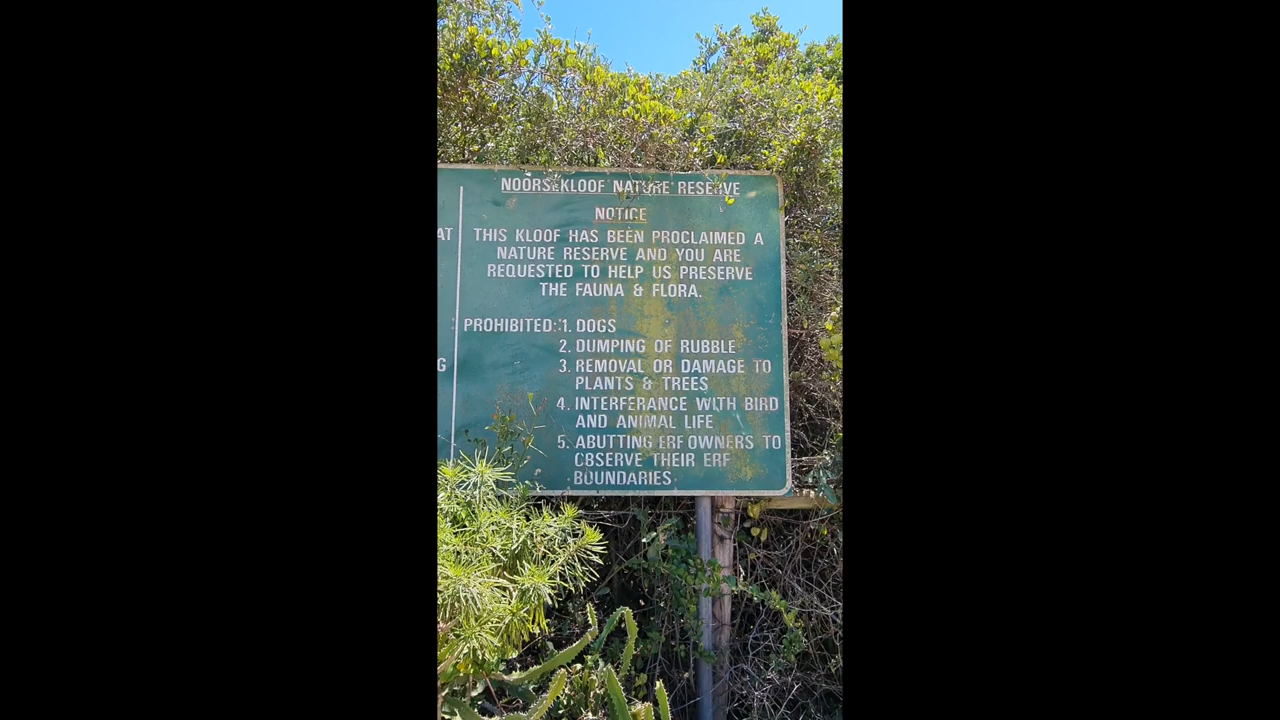 NOORSEKLOOF NATURE RESERVE
NOTICE
AT
THIS KLOOF HAS BEEN PROCLAIMED A
NATURE RESERVE AND YOU ARE
REQUESTED TO HELP US PRESERVE
THE FAUNA & FLORA.
PROHIBITED: 1. DOGS
2. DUMPING OF RUBBLE
G
3. REMOVAL OR DAMAGE TO
PLANTS & TREES
4. INTERFERANCE WITH BIRD
AND ANIMAL LIFE
5. ABUTTING ERF OWNERS TO
OBSERVE THEIR ERF
BOUNDARIES